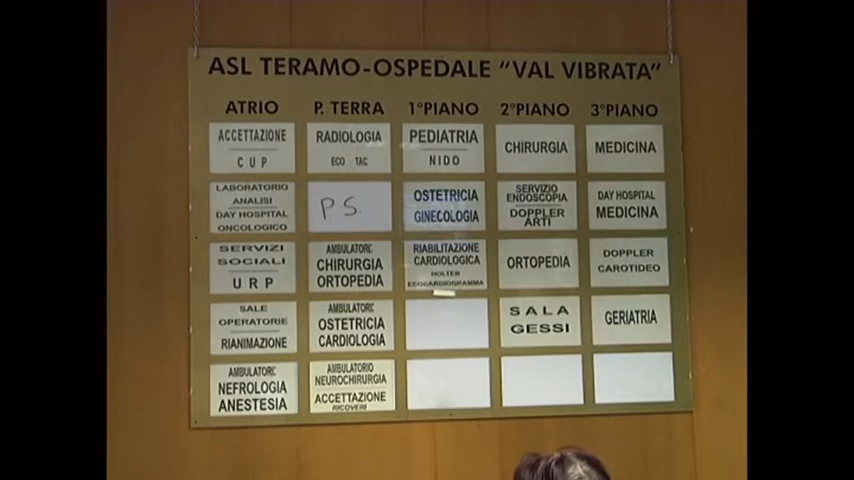 ASL TERAMO-OSPEDALE "VAL VIBRATA"
ATRIO
ACCETTAZIONE
CUP
LABORATORIO
ANALISI
DAY HOSPITAL
ONCOLOGICO
SERVIZI
SOCIALI
URP
SALE
OPERATORIE
RIANIMAZIONE
AMBULATORI:
NEFROLOGIA
ANESTESIA
P. TERRA
RADIOLOGIA
ECO TAC
PS.
AMBULATORI:
CHIRURGIA
ORTOPEDIA
AMBULATORI:
OSTETRICIA
CARDIOLOGIA
AMBULATORIO
NEUROCHIRURGIA
ACCETTAZIONE
RICOVERI
1°PIANO
PEDIATRIA
NIDO
OSTETRICIA
GINECOLOGIA
RIABILITAZIONE
CARDIOLOGICA
HOLTER
ECOCARDIOGRAMMA
2°PIANO
CHIRURGIA
SERVIZIO
ENDOSCOPIA
DOPPLER
ARTI
ORTOPEDIA
SALA
GESSI
3°PIANO
MEDICINA
DAY HOSPITAL
MEDICINA
DOPPLER
CAROTIDEO
GERIATRIA